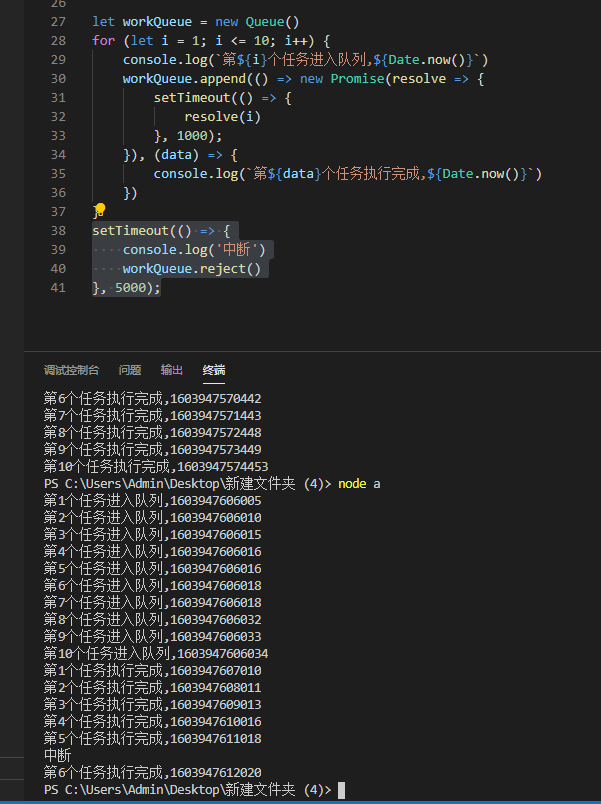 26
27 let workQueue = new Queue()
28 for (let i = 1; i <= 10; i++) {
29 console.log(`第${i}个任务进入队列,${Date.now()}`)
30 workQueue.append(() => new Promise(resolve => {
31 setTimeout(() => {
32 resolve(i)
33 }, 1000);
34 }), (data) => {
35 console.log(`第${data}个任务执行完成,${Date.now()}`)
36 })
37 }
38 setTimeout(() => {
39 console.log('中断')
40 workQueue.reject()
41 }, 5000);
调试控制台 问题 输出 终端
第6个任务执行完成,1603947570442
第7个任务执行完成,1603947571443
第8个任务执行完成,1603947572448
第9个任务执行完成,1603947573449
第10个任务执行完成,1603947574453
PS C:\Users\Admin\Desktop\新建文件夹 (4)> node a
第1个任务进入队列,1603947606005
第2个任务进入队列,1603947606010
第3个任务进入队列,1603947606015
第4个任务进入队列,1603947606016
第5个任务进入队列,1603947606016
第6个任务进入队列,1603947606018
第7个任务进入队列,1603947606018
第8个任务进入队列,1603947606032
第9个任务进入队列,1603947606033
第10个任务进入队列,1603947606034
第1个任务执行完成,1603947607010
第2个任务执行完成,1603947608011
第3个任务执行完成,1603947609013
第4个任务执行完成,1603947610016
第5个任务执行完成,1603947611018
中断
第6个任务执行完成,1603947612020
PS C:\Users\Admin\Desktop\新建文件夹 (4)>